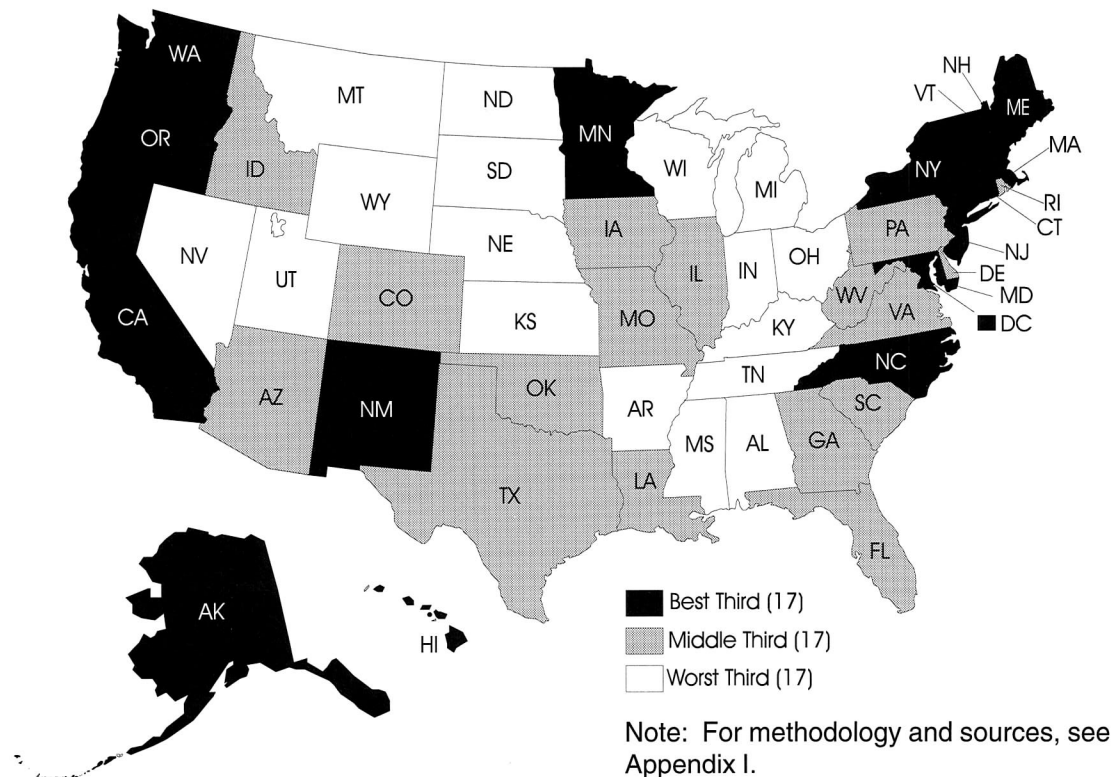 WA
MT
ND
MN
NH
VT
ME
OR
ID
SD
WI
MI
NY
MA
WY
RI
CT
NV
UT
NE
IA
PA
NJ
CA
CO
IL
IN
OH
DE
MD
WV
VA
DC
KS
MO
KY
AZ
NM
OK
AR
TN
NC
SC
MS
AL
GA
TX
LA
FL
AK
HI
Best Third (17)
Middle Third (17)
Worst Third (17)
Note: For methodology and sources, see
Appendix I.